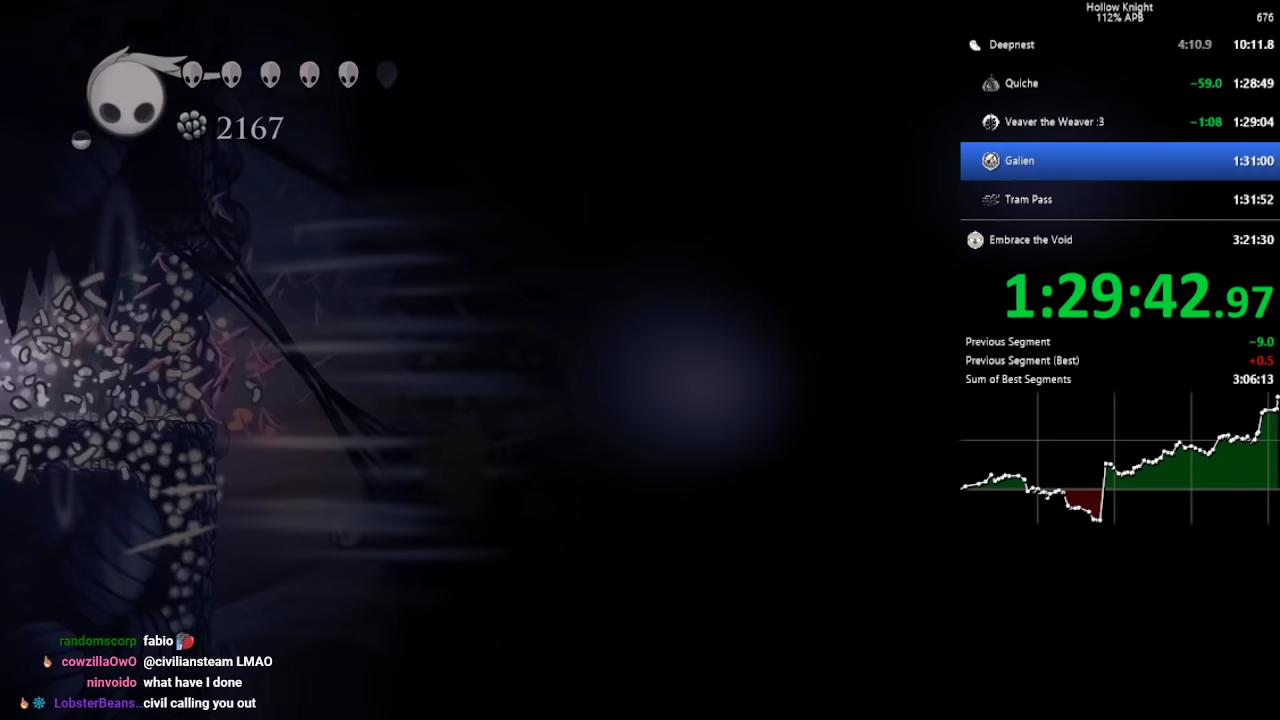 2167
randomscorp fabio
cowzillaOwO @civiliansteam LMAO
ninvoido what have I done
LobsterBeans.. civil calling you out
Hollow Knight
112% APB
676
Deepnest 4:10.9 10:11.8
Quiche −59.0 1:28:49
Veaver the Weaver :3 −1:08 1:29:04
Galien 1:31:00
Tram Pass 1:31:52
Embrace the Void 3:21:30
1:29:42.97
Previous Segment −9.0
Previous Segment (Best) +0.5
Sum of Best Segments 3:06:13